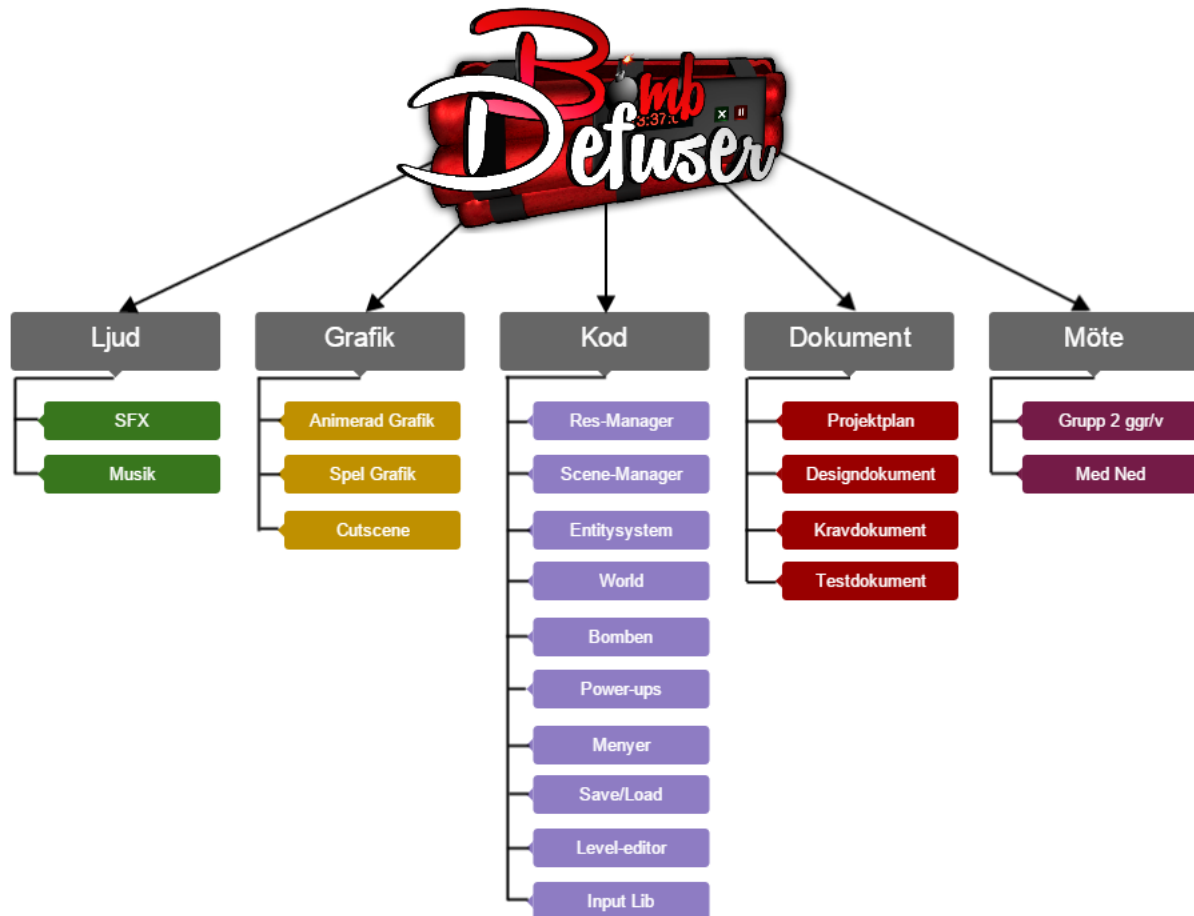 Bomb
Defuser
Ljud
SFX
Musik
Grafik
Animerad Grafik
Spel Grafik
Cutscene
Kod
Res-Manager
Scene-Manager
Entitysystem
World
Bomben
Power-ups
Menyer
Save/Load
Level-editor
Input Lib
Dokument
Projektplan
Designdokument
Kravdokument
Testdokument
Möte
Grupp 2 ggr/v
Med Ned